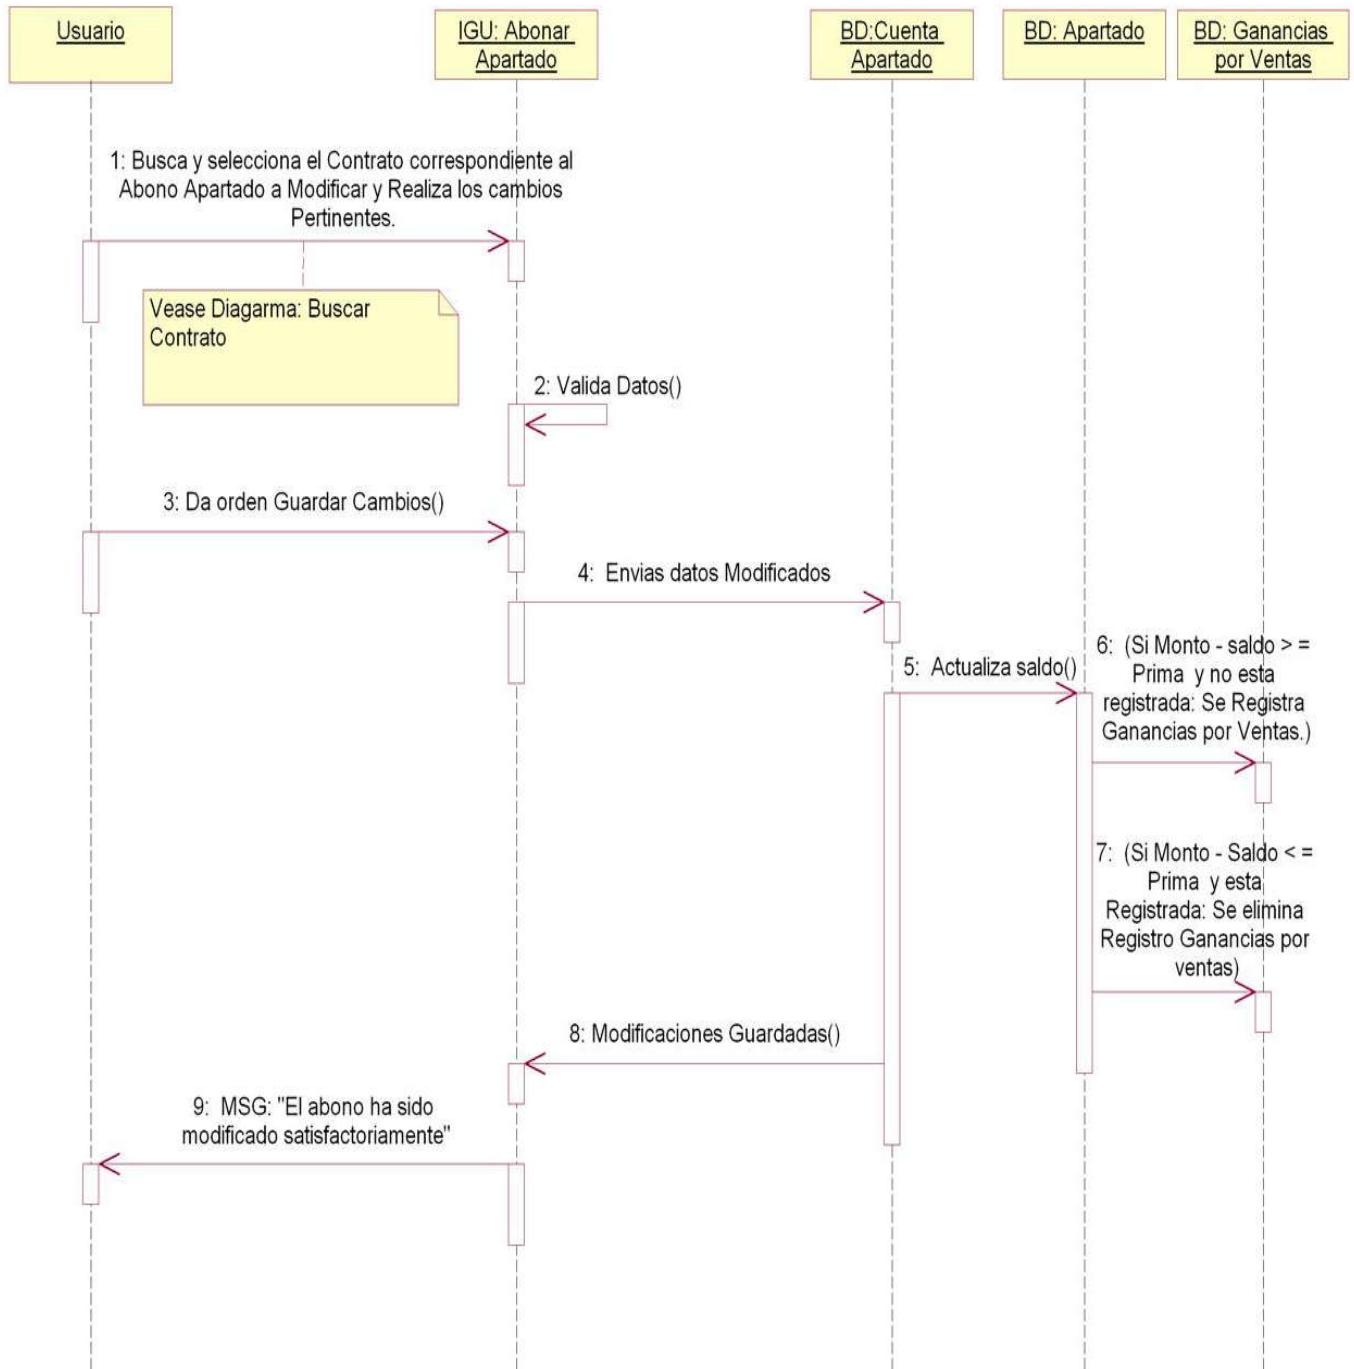 Usuario
IGU: Abonar
Apartado
BD:Cuenta
Apartado
BD: Apartado
BD: Ganancias
por Ventas
1: Busca y selecciona el Contrato correspondiente al
Abono Apartado a Modificar y Realiza los cambios
Pertinentes.
Vease Diagarma: Buscar
Contrato
2: Valida Datos()
3: Da orden Guardar Cambios()
4:  Envias datos Modificados
5:  Actualiza saldo()
6:  (Si Monto - saldo > =
Prima  y no esta
registrada: Se Registra
Ganancias por Ventas.)
7:  (Si Monto - Saldo < =
Prima  y esta
Registrada: Se elimina
Registro Ganancias por
ventas)
8: Modificaciones Guardadas()
9:  MSG: "El abono ha sido
modificado satisfactoriamente"